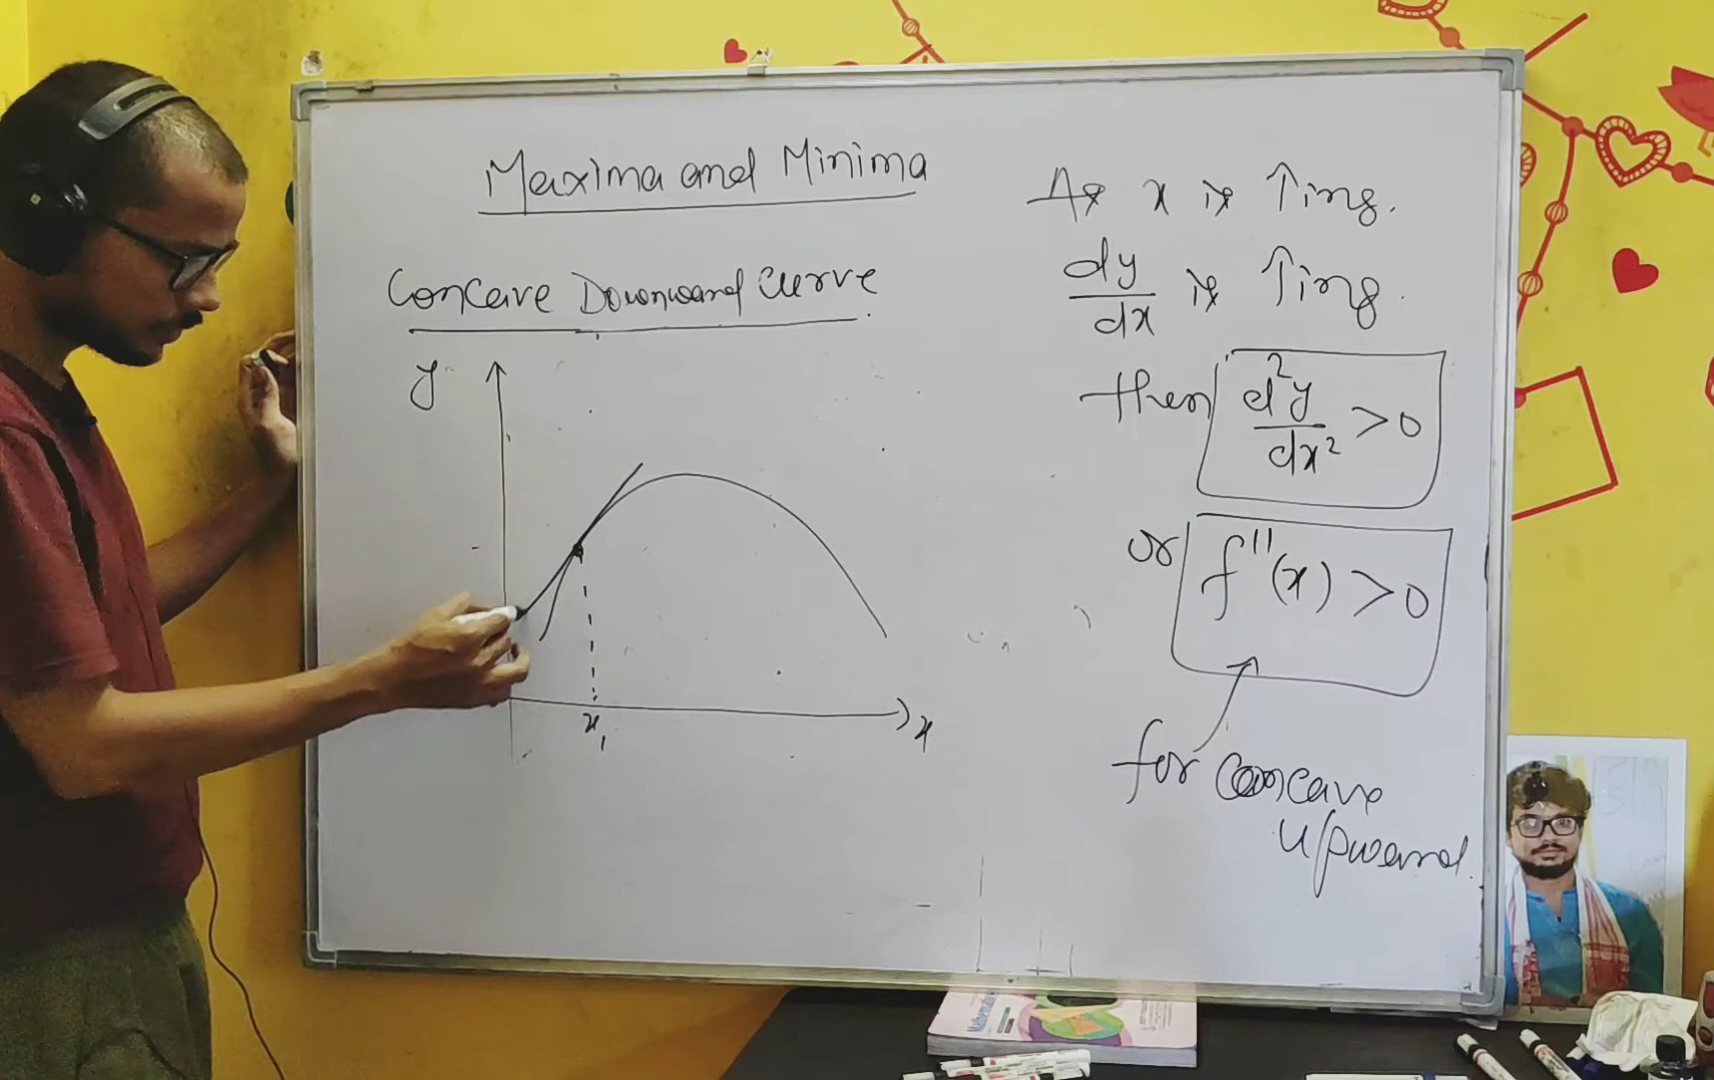 Maxima and Minima
Concave Downward Curve
y
x₁
x
As x is ↑ing.
dy/dx is ↑ing.
then d²y/dx² > 0
or f''(x) > 0
for concave
upward.
Mathematics